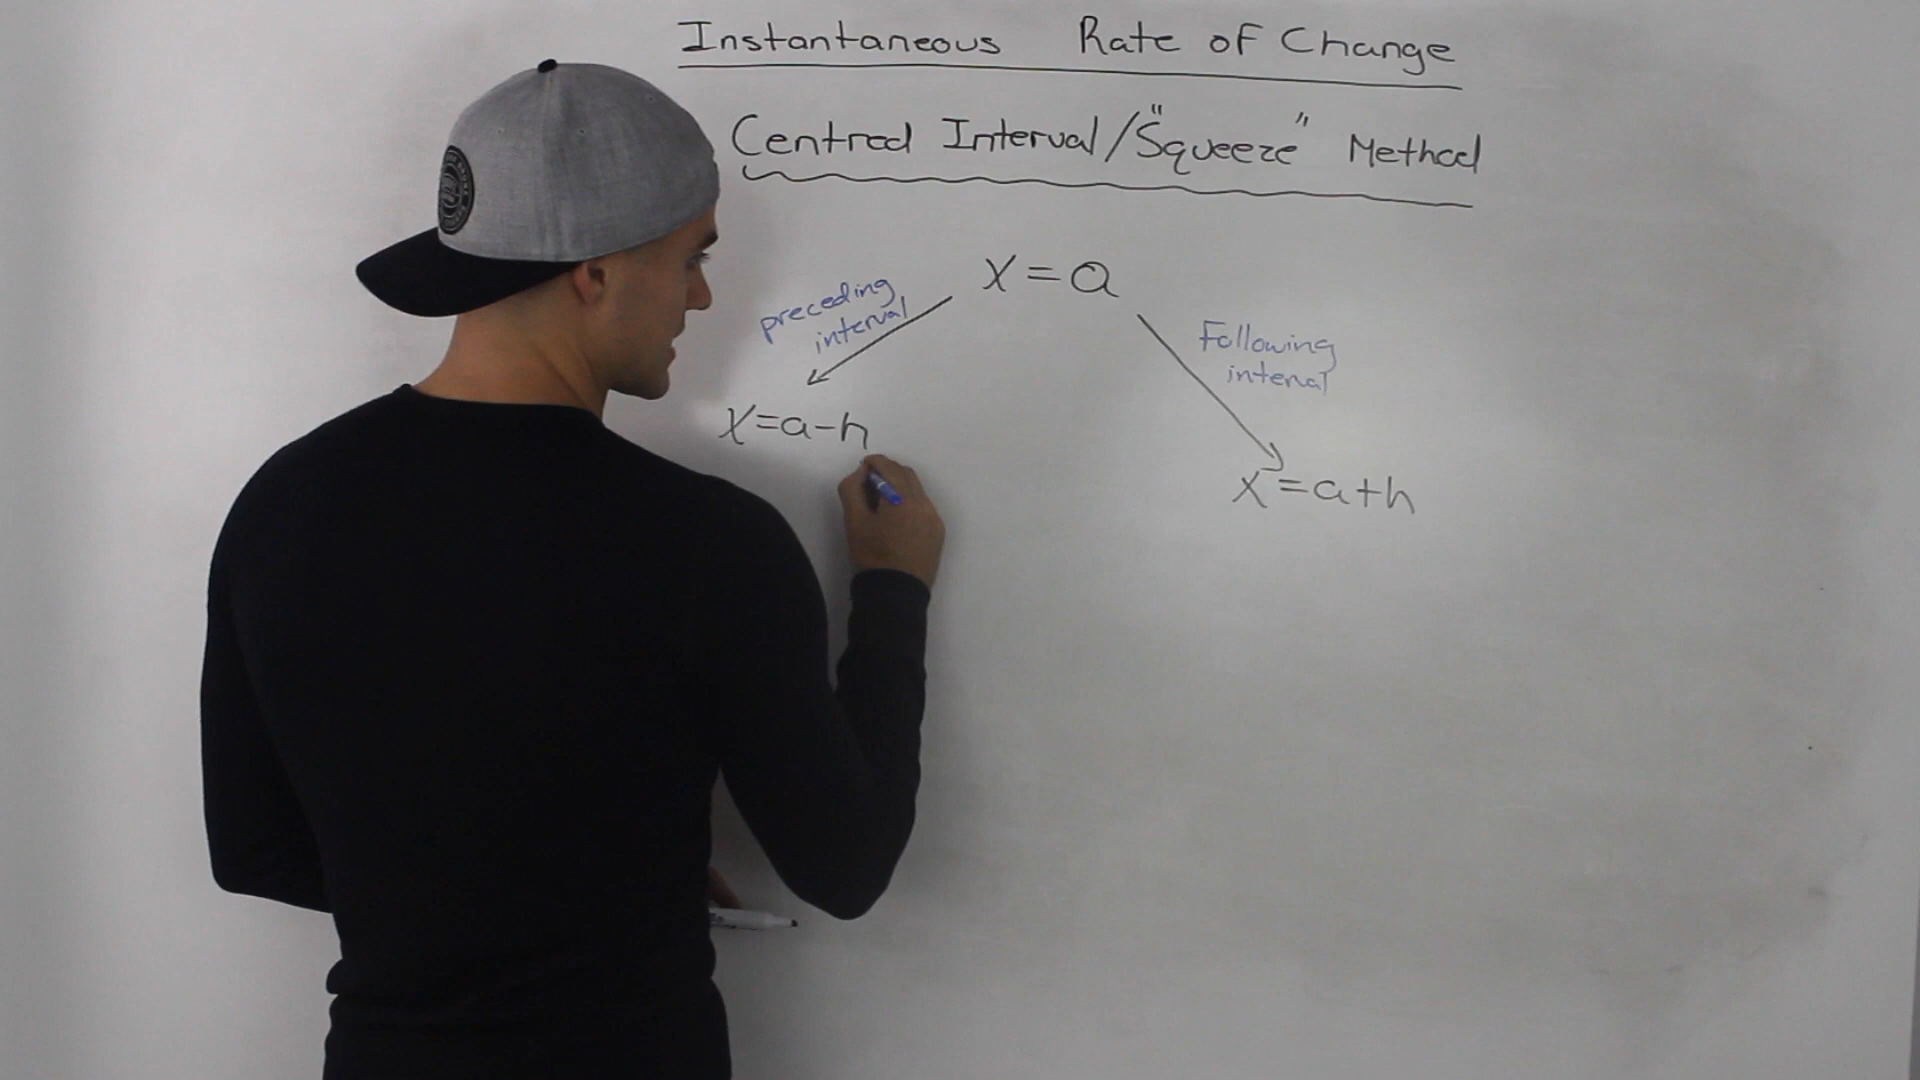 Instantaneous Rate of Change
Centred Interval/"Squeeze" Method
x=a
preceding
interval
Following
interval
x=a-h
x=a+h